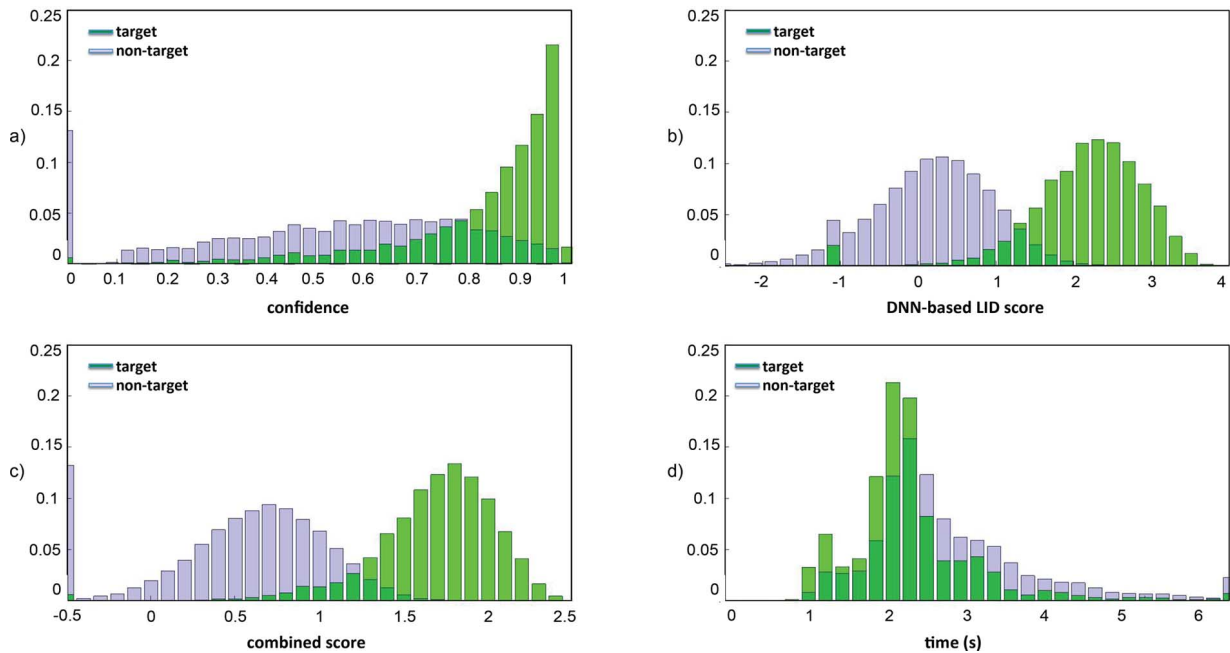 0.25
target
non-target
0.2
0.15
a)
0.1
0.05
0
0 0.1 0.2 0.3 0.4 0.5 0.6 0.7 0.8 0.9 1
confidence
0.25
target
non-target
0.2
0.15
b)
0.1
0.05
0
-2 -1 0 1 2 3 4
DNN-based LID score
0.25
target
non-target
0.2
0.15
c)
0.1
0.05
0
-0.5 0 0.5 1 1.5 2 2.5
combined score
0.25
target
non-target
0.2
0.15
d)
0.1
0.05
0
0 1 2 3 4 5 6
time (s)